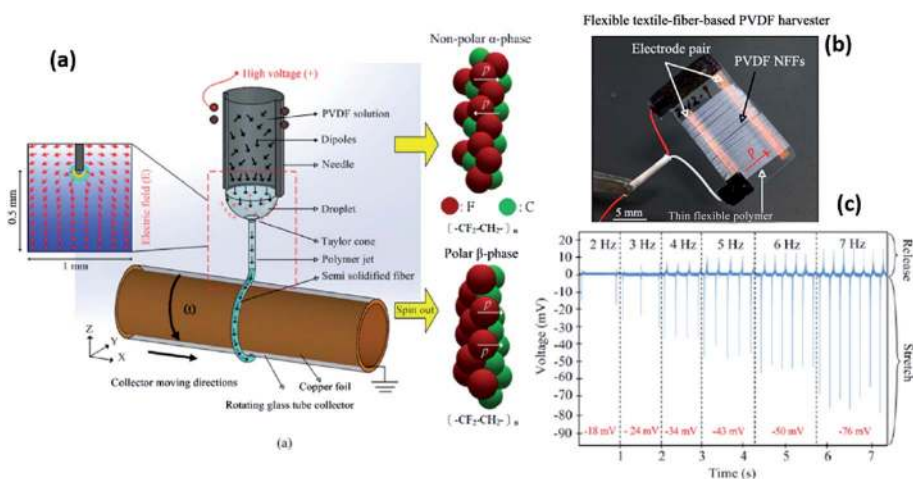 (a)
High voltage (+)
PVDF solution
Dipoles
Needle
Droplet
Taylor cone
Polymer jet
Semi solidified fiber
Electric field (E)
0.5 mm
1 mm
ω
Z
Y
X
Collector moving directions
Copfer foil
Rotating glass tube collector
(a)
Spin out
Non-polar α-phase
P
P
: F : C
[-CF₂-CH₂-]ₙ
Polar β-phase
P
P
[-CF₂-CH₂-]ₙ
Flexible textile-fiber-based PVDF harvester
(b)
Electrode pair
PVDF NFFs
P
5 mm
Thin flexible polymer
(c)
2 Hz 3 Hz 4 Hz 5 Hz 6 Hz 7 Hz
20
10
0
-10
-20
-30
-40
-50
-60
-70
-80
-90
Voltage (mV)
Release
Stretch
-18 mV -24 mV -34 mV -43 mV -50 mV -76 mV
1 2 3 4 5 6 7
Time (s)